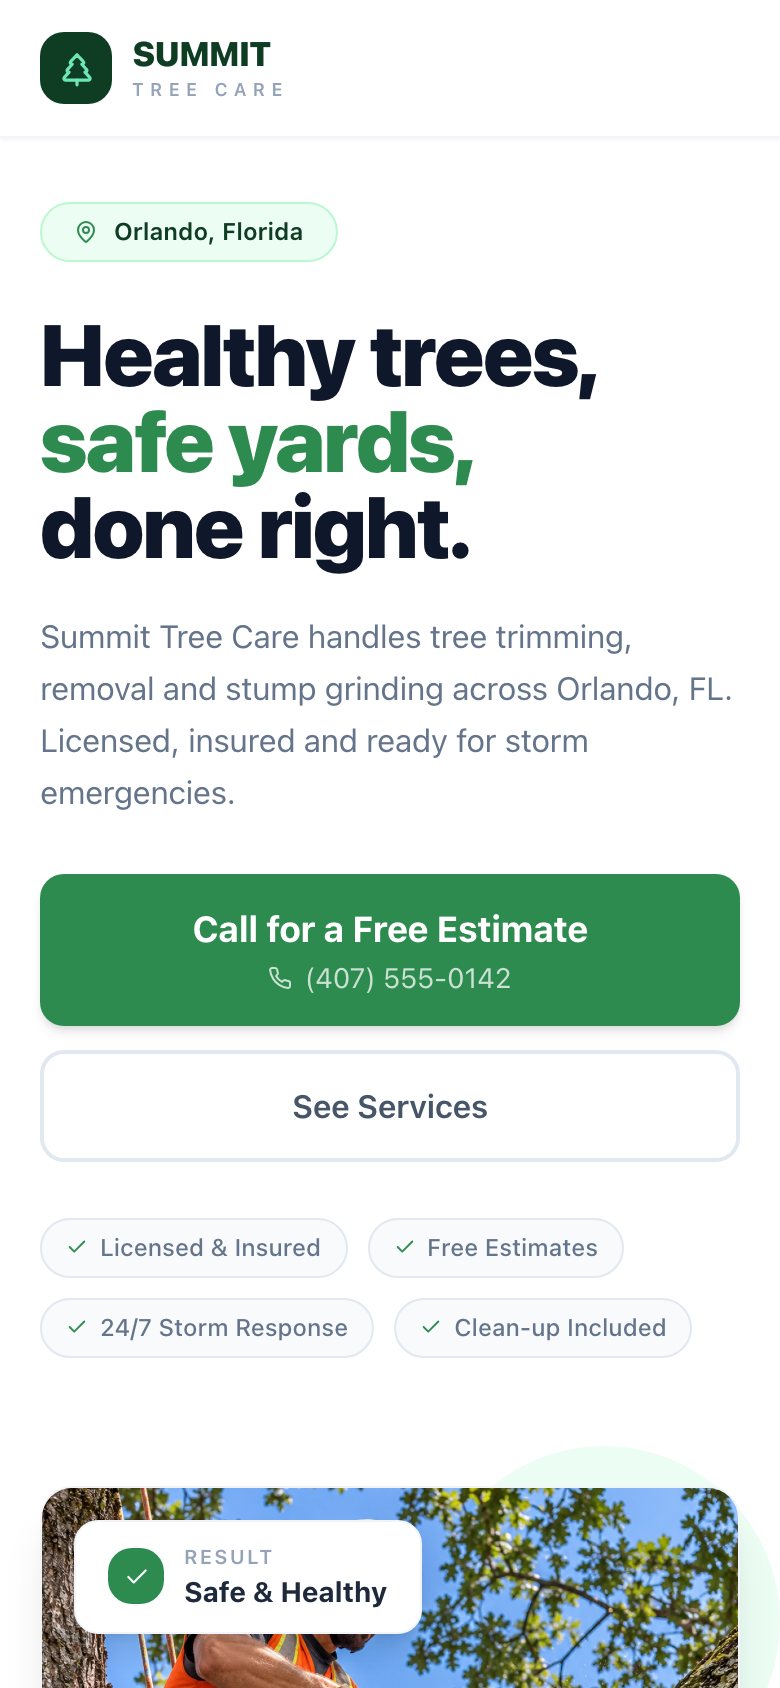 SUMMIT
TREE CARE
Orlando, Florida
Healthy trees,
safe yards,
done right.
Summit Tree Care handles tree trimming,
removal and stump grinding across Orlando, FL.
Licensed, insured and ready for storm
emergencies.
Call for a Free Estimate
(407) 555-0142
See Services
Licensed & Insured
Free Estimates
24/7 Storm Response
Clean-up Included
RESULT
Safe & Healthy